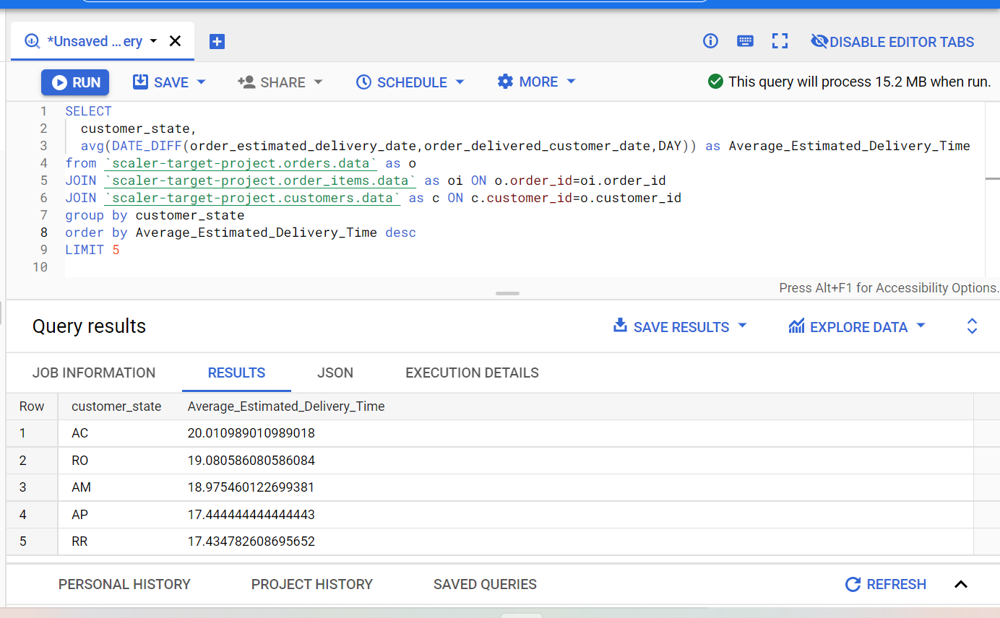 *Unsaved ... ery
DISABLE EDITOR TABS
RUN SAVE SHARE SCHEDULE MORE This query will process 15.2 MB when run.
1 SELECT
2 customer_state,
3 avg(DATE_DIFF(order_estimated_delivery_date,order_delivered_customer_date,DAY)) as Average_Estimated_Delivery_Time
4 from `scaler-target-project.orders.data` as o
5 JOIN `scaler-target-project.order_items.data` as oi ON o.order_id=oi.order_id
6 JOIN `scaler-target-project.customers.data` as c ON c.customer_id=o.customer_id
7 group by customer_state
8 order by Average_Estimated_Delivery_Time desc
9 LIMIT 5
10
Press Alt+F1 for Accessibility Options.
Query results SAVE RESULTS EXPLORE DATA
JOB INFORMATION RESULTS JSON EXECUTION DETAILS
Row customer_state Average_Estimated_Delivery_Time
1 AC 20.010989010989018
2 RO 19.080586080586084
3 AM 18.975460122699381
4 AP 17.444444444444443
5 RR 17.434782608695652
PERSONAL HISTORY PROJECT HISTORY SAVED QUERIES REFRESH